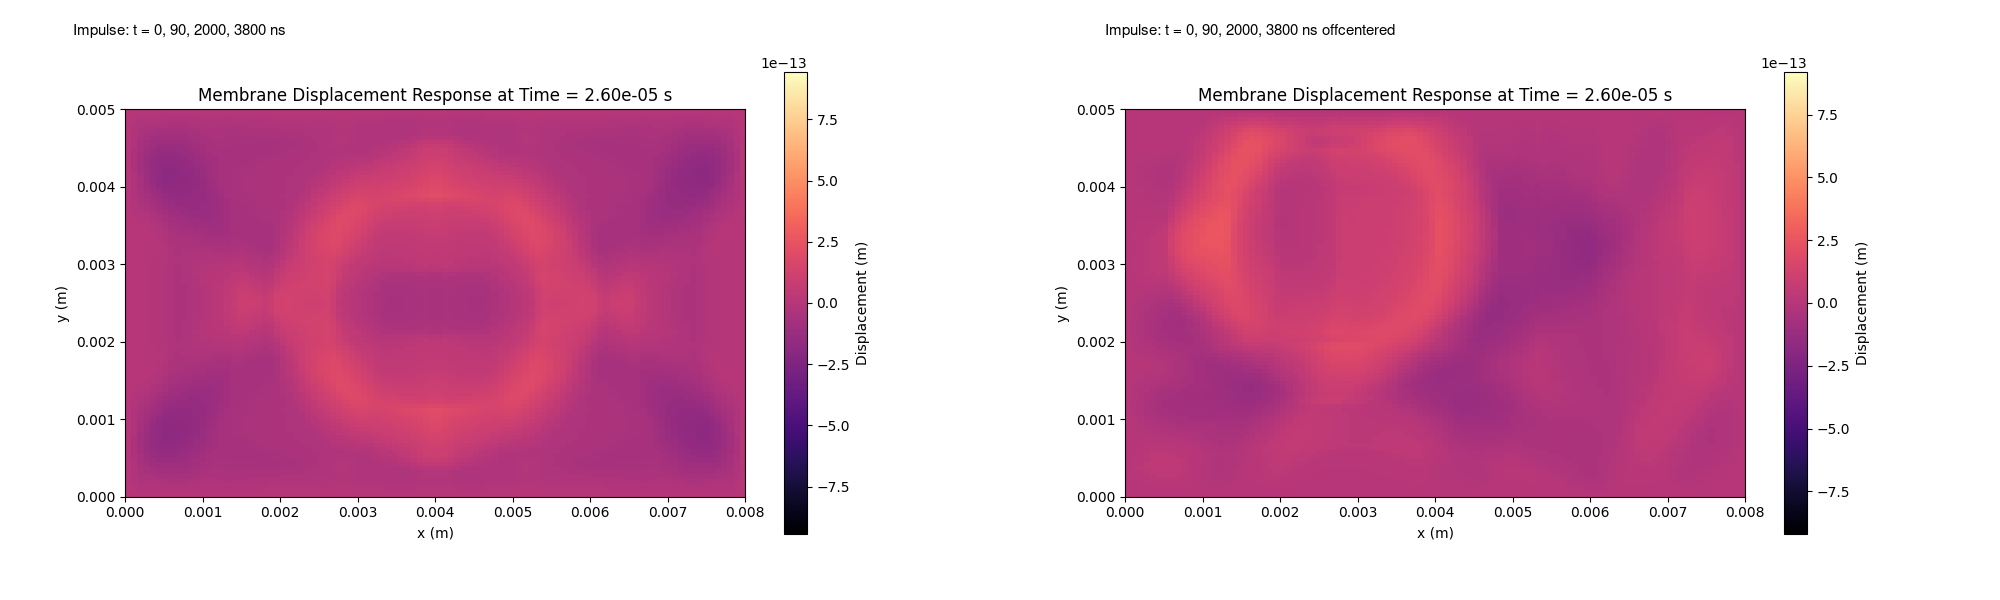 Impulse: t = 0, 90, 2000, 3800 ns
1e−13
Membrane Displacement Response at Time = 2.60e-05 s
0.005
0.004
0.003
0.002
0.001
0.000
y (m)
0.000 0.001 0.002 0.003 0.004 0.005 0.006 0.007 0.008
x (m)
7.5
5.0
2.5
0.0
−2.5
−5.0
−7.5
Displacement (m)
Impulse: t = 0, 90, 2000, 3800 ns offcentered
1e−13
Membrane Displacement Response at Time = 2.60e-05 s
0.005
0.004
0.003
0.002
0.001
0.000
y (m)
0.000 0.001 0.002 0.003 0.004 0.005 0.006 0.007 0.008
x (m)
7.5
5.0
2.5
0.0
−2.5
−5.0
−7.5
Displacement (m)